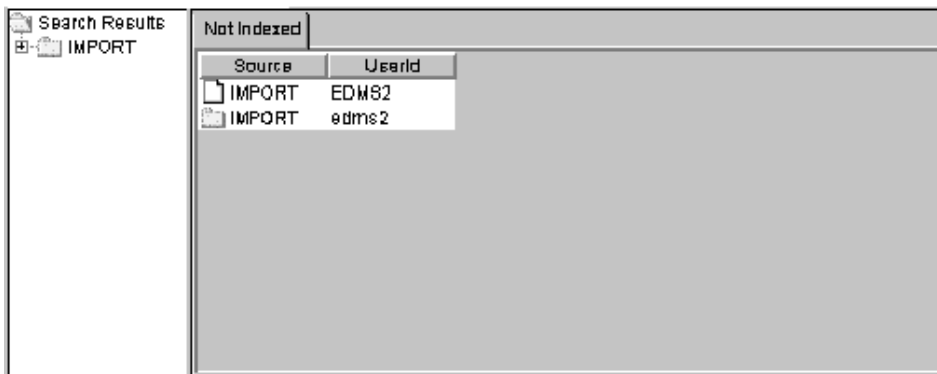 Search Results
IMPORT
Not Indexed
Source UserId
IMPORT EDMS2
IMPORT edms2